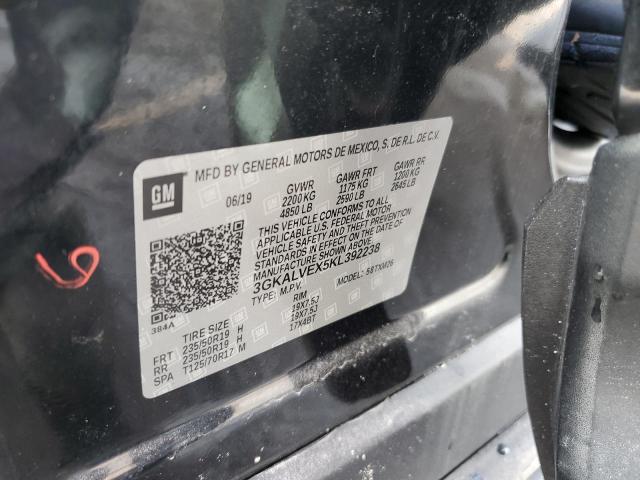 MFD BY GENERAL MOTORS DE MEXICO, S. DE R.L. DE C.V.
GM
06/19
GVWR GAWR FRT GAWR RR
2200 KG 1175 KG 1200 KG
4850 LB 2590 LB 2645 LB
THIS VEHICLE CONFORMS TO ALL
APPLICABLE U.S. FEDERAL MOTOR
VEHICLE SAFETY AND THEFT PREVENTION
STANDARDS IN EFFECT ON THE DATE OF
MANUFACTURE SHOWN ABOVE.
3GKALVEX5KL392238
TYPE: M.P.V. MODEL: 58TXM26
384A
TIRE SIZE RIM
FRT 235/50R19 H 19X7.5J
RR 235/50R19 H 19X7.5J
SPA T125/70R17 M 17X4BT